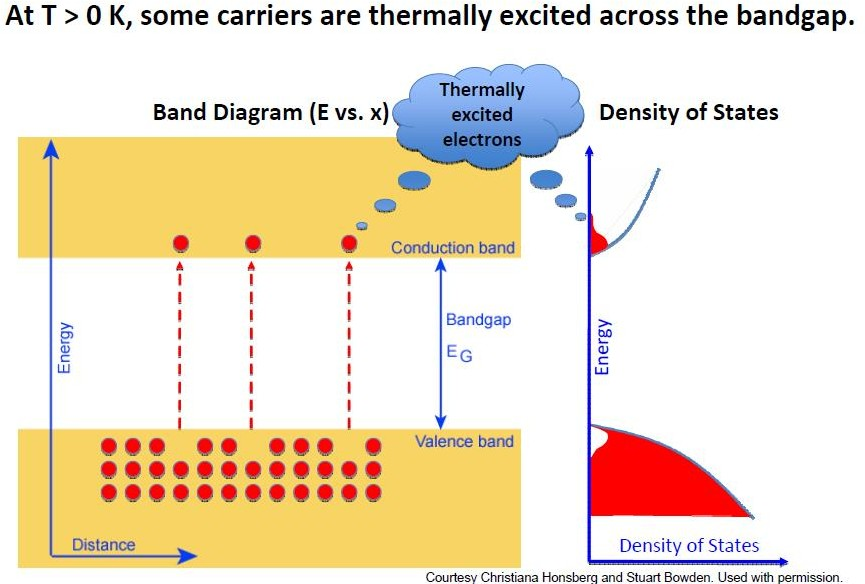 At T > 0 K, some carriers are thermally excited across the bandgap.
Thermally
excited
electrons
Band Diagram (E vs. x)
Density of States
Conduction band
Bandgap
E G
Energy
Energy
Valence band
Distance
Density of States
Courtesy Christiana Honsberg and Stuart Bowden. Used with permission.